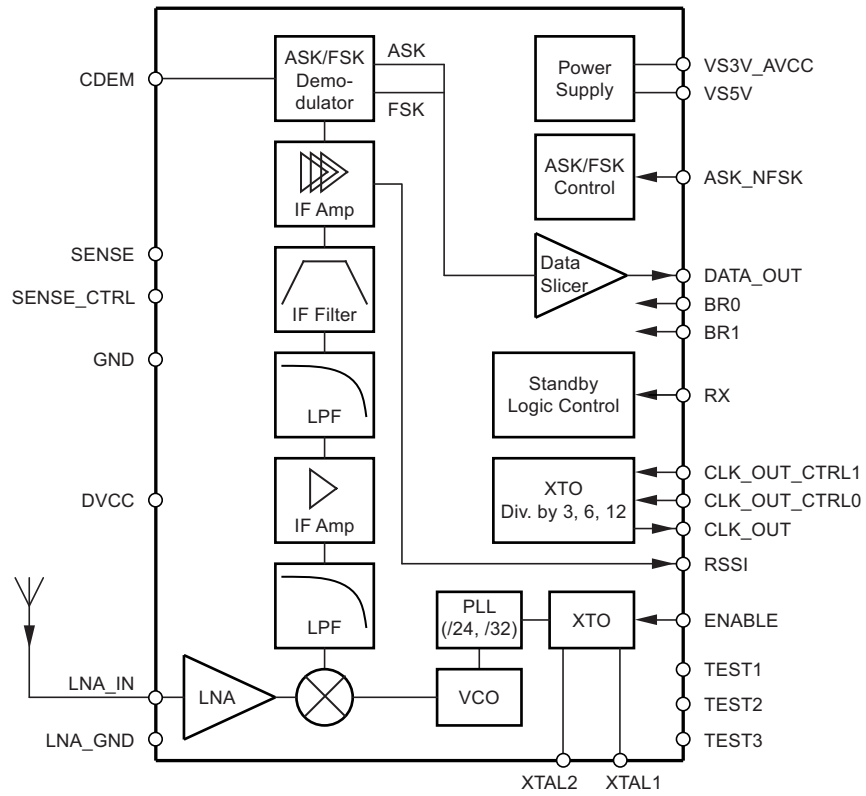 CDEM
ASK/FSK
Demo-
dulator
ASK
FSK
Power
Supply
VS3V_AVCC
VS5V
IF Amp
ASK/FSK
Control
ASK_NFSK
SENSE
SENSE_CTRL
IF Filter
Data
Slicer
DATA_OUT
BR0
BR1
GND
LPF
Standby
Logic Control
RX
DVCC
IF Amp
XTO
Div. by 3, 6, 12
CLK_OUT_CTRL1
CLK_OUT_CTRL0
CLK_OUT
RSSI
LPF
PLL
(/24, /32)
XTO
ENABLE
LNA_IN
LNA
VCO
TEST1
TEST2
LNA_GND
TEST3
XTAL2
XTAL1